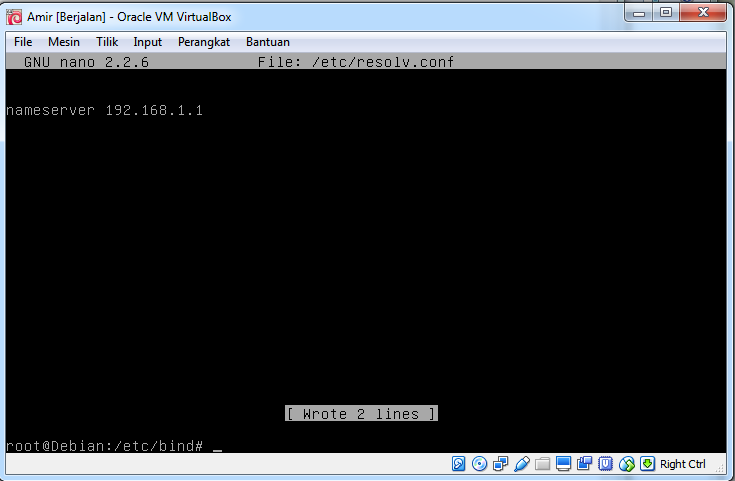 Amir [Berjalan] - Oracle VM VirtualBox
File Mesin Tilik Input Perangkat Bantuan
GNU nano 2.2.6 File: /etc/resolv.conf
nameserver 192.168.1.1
[ Wrote 2 lines ]
root@Debian:/etc/bind# _
Right Ctrl